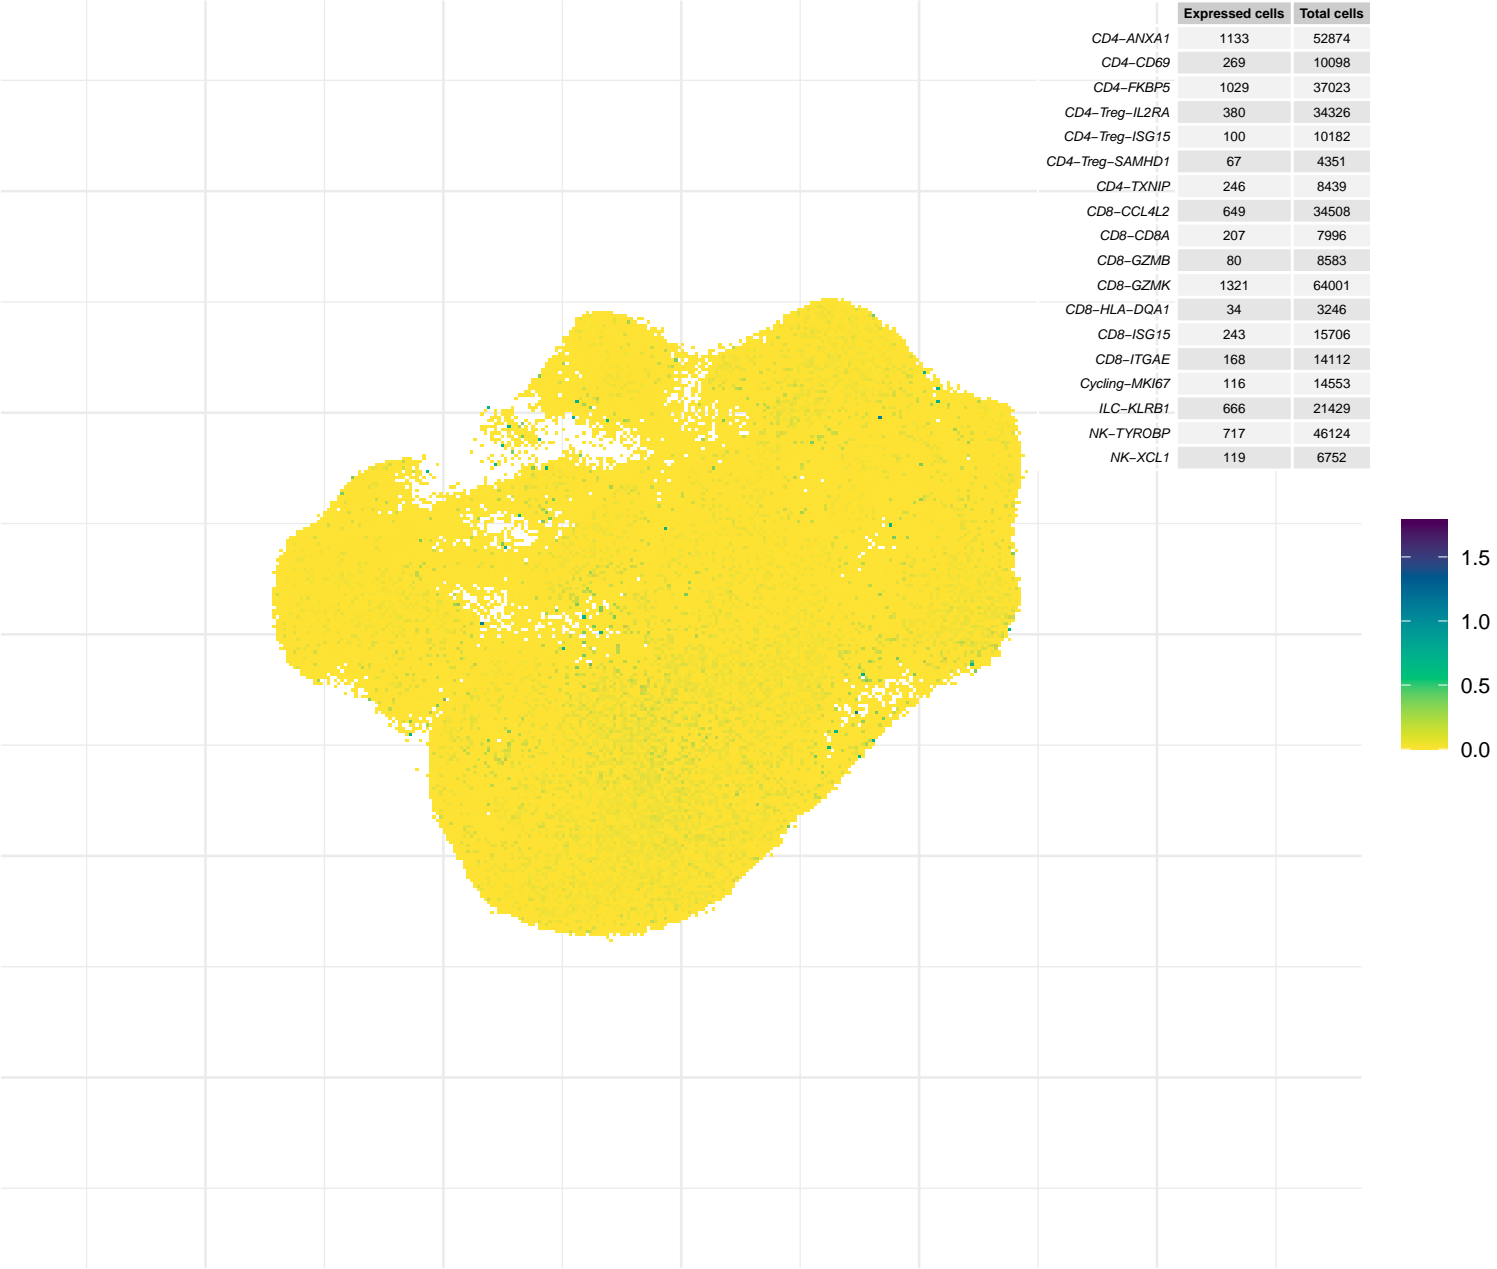 Expressed cells Total cells
CD4−ANXA1 1133 52874
CD4−CD69 269 10098
CD4−FKBP5 1029 37023
CD4−Treg−IL2RA 380 34326
CD4−Treg−ISG15 100 10182
CD4−Treg−SAMHD1 67 4351
CD4−TXNIP 246 8439
CD8−CCL4L2 649 34508
CD8−CD8A 207 7996
CD8−GZMB 80 8583
CD8−GZMK 1321 64001
CD8−HLA−DQA1 34 3246
CD8−ISG15 243 15706
CD8−ITGAE 168 14112
Cycling−MKI67 116 14553
ILC−KLRB1 666 21429
NK−TYROBP 717 46124
NK−XCL1 119 6752
1.5
1.0
0.5
0.0